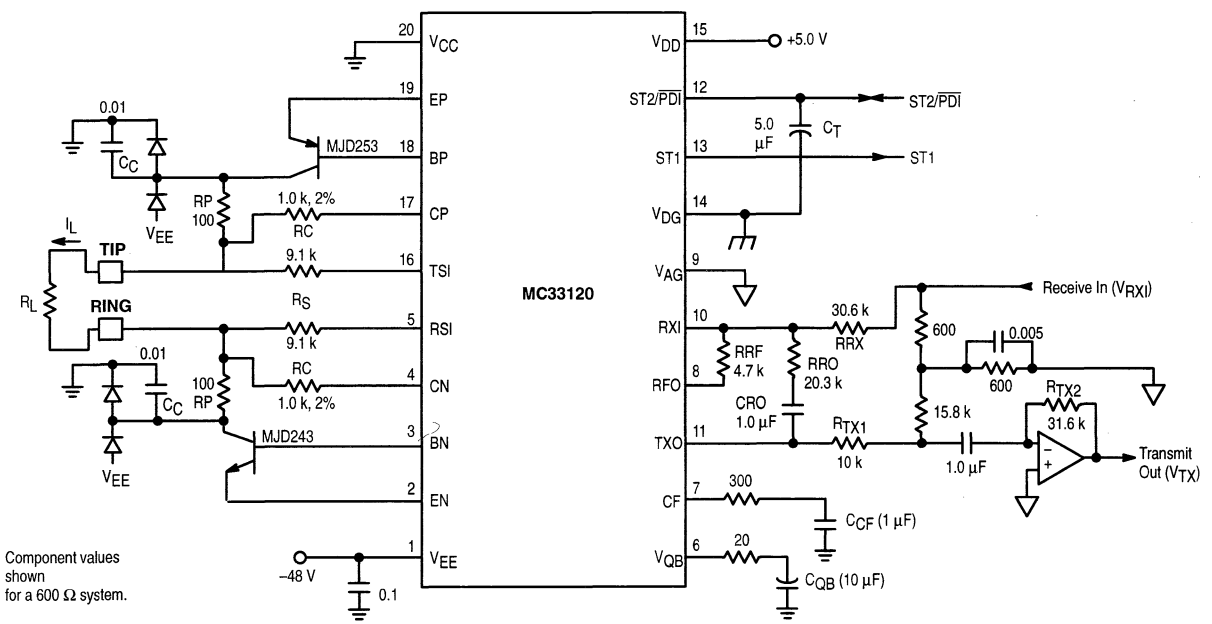 20
VCC
15
VDD
+5.0 V
19
EP
12
ST2/PDI
ST2/PDI
0.01
CC
MJD253
18
BP
5.0
μF
CT
13
ST1
ST1
RP
100
1.0 k, 2%
RC
17
CP
14
VDG
VEE
IL
TIP
9.1 k
16
TSI
9
VAG
MC33120
RL
RING
RS
9.1 k
5
RSI
10
RXI
30.6 k
RRX
Receive In (VRXI)
600
0.005
600
RRF
4.7 k
RRO
20.3 k
0.01
CC
100
RP
RC
1.0 k, 2%
4
CN
8
RFO
CRO
1.0 μF
15.8 k
RTX2
31.6 k
MJD243
3
BN
11
TXO
RTX1
10 k
1.0 μF
–
+
Transmit
Out (VTX)
VEE
2
EN
7
CF
300
CCF (1 μF)
1
VEE
6
VQB
20
CQB (10 μF)
–48 V
0.1
Component values
shown
for a 600 Ω system.